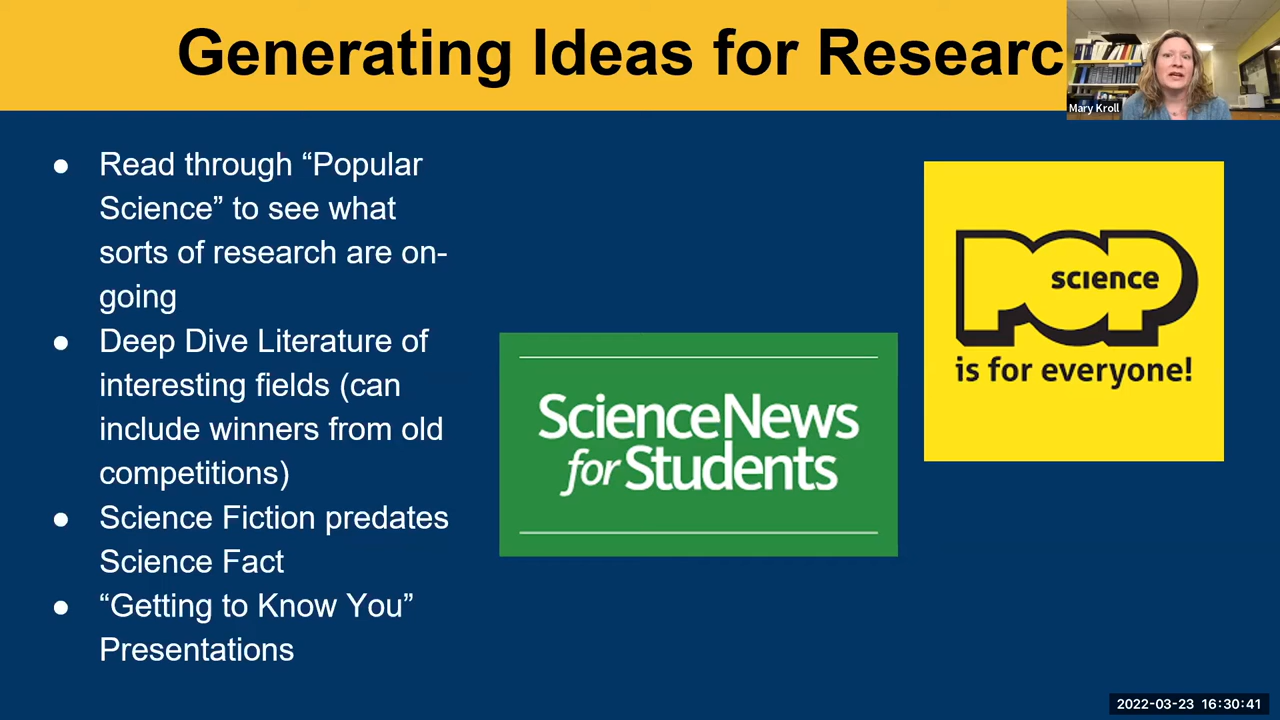 Generating Ideas for Researc
Mary Kroll
● Read through “Popular
Science” to see what
sorts of research are on-
going
● Deep Dive Literature of
interesting fields (can
include winners from old
competitions)
● Science Fiction predates
Science Fact
● “Getting to Know You”
Presentations
ScienceNews
for Students
POP
science
is for everyone!
2022-03-23 16:30:41